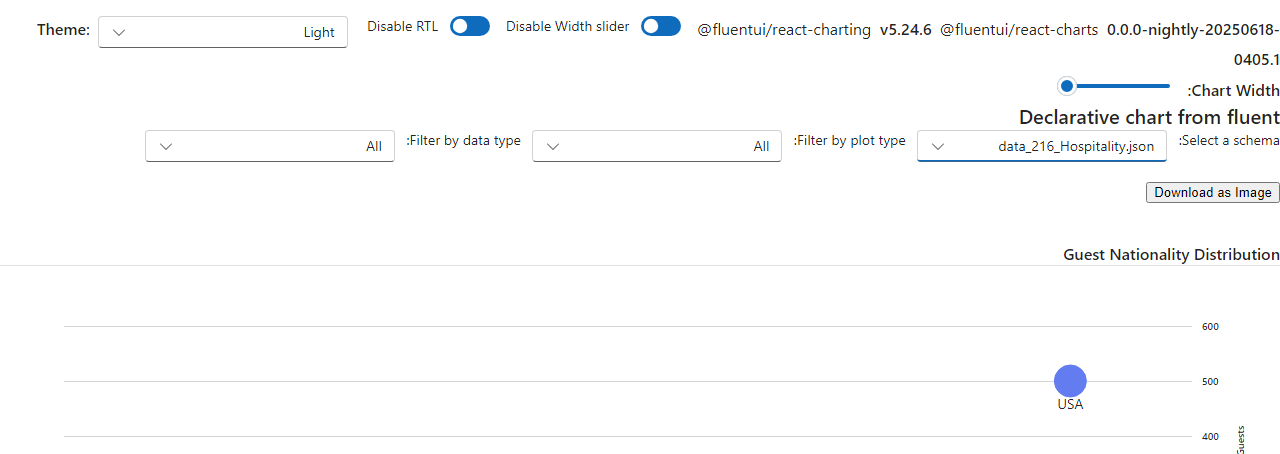 Theme: Light Disable RTL Disable Width slider @fluentui/react-charting v5.24.6 @fluentui/react-charts 0.0.0-nightly-20250618-
0405.1
:Chart Width
Declarative chart from fluent
:Select a schema data_216_Hospitality.json :Filter by plot type All :Filter by data type All
Download as Image
Guest Nationality Distribution
600
500
USA
400
Guests